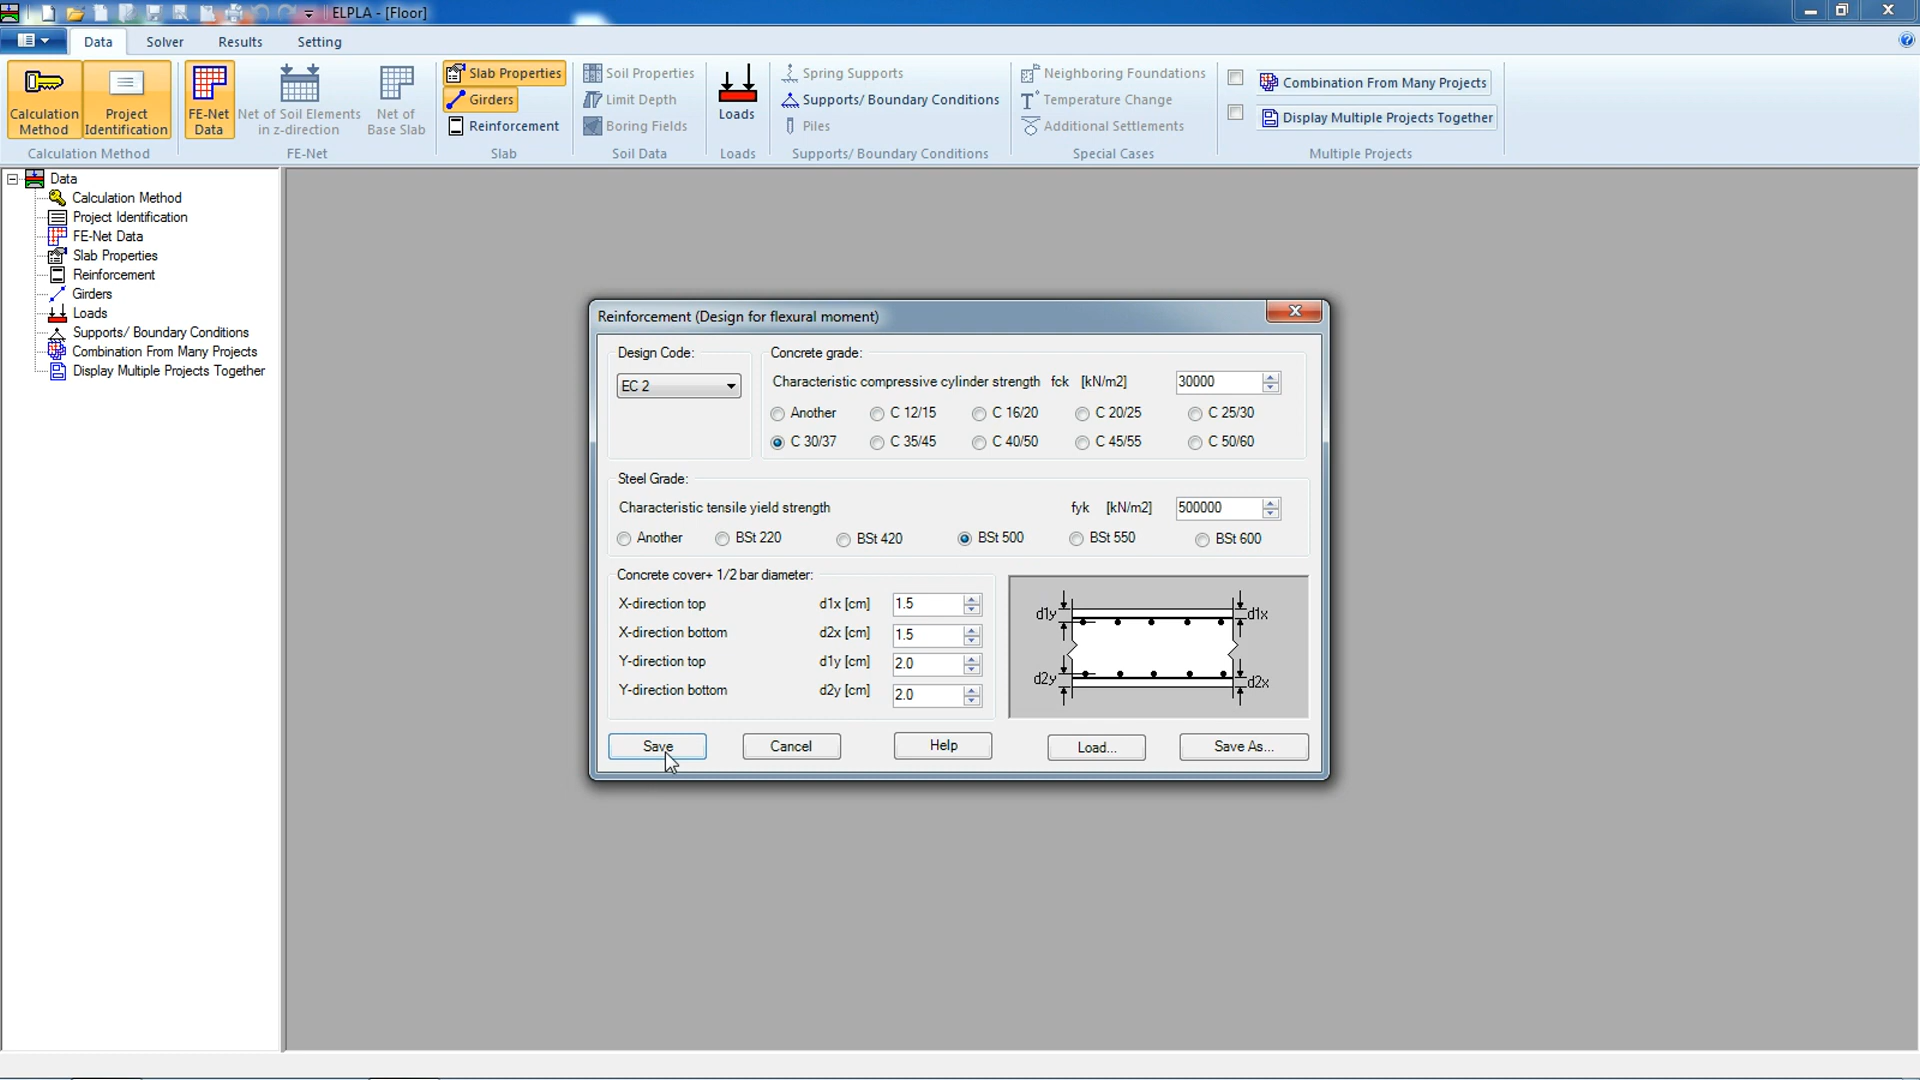 ELPLA - [Floor]
Data
Solver
Results
Setting
Calculation
Method
Project
Identification
Calculation Method
FE-Net
Data
Net of Soil Elements
in z-direction
Net of
Base Slab
FE-Net
Slab Properties
Girders
Reinforcement
Slab
Soil Properties
Limit Depth
Boring Fields
Soil Data
Loads
Loads
Spring Supports
Supports/ Boundary Conditions
Piles
Supports/ Boundary Conditions
Neighboring Foundations
Temperature Change
Additional Settlements
Special Cases
Combination From Many Projects
Display Multiple Projects Together
Multiple Projects
Data
Calculation Method
Project Identification
FE-Net Data
Slab Properties
Reinforcement
Girders
Loads
Supports/ Boundary Conditions
Combination From Many Projects
Display Multiple Projects Together
Reinforcement (Design for flexural moment)
Design Code:
EC 2
Concrete grade:
Characteristic compressive cylinder strength fck [kN/m2] 30000
Another C 12/15 C 16/20 C 20/25 C 25/30
C 30/37 C 35/45 C 40/50 C 45/55 C 50/60
Steel Grade:
Characteristic tensile yield strength fyk [kN/m2] 500000
Another BSt 220 BSt 420 BSt 500 BSt 550 BSt 600
Concrete cover+ 1/2 bar diameter:
X-direction top d1x [cm] 1.5
X-direction bottom d2x [cm] 1.5
Y-direction top d1y [cm] 2.0
Y-direction bottom d2y [cm] 2.0
d1y d1x
d2y d2x
Save Cancel Help Load... Save As...